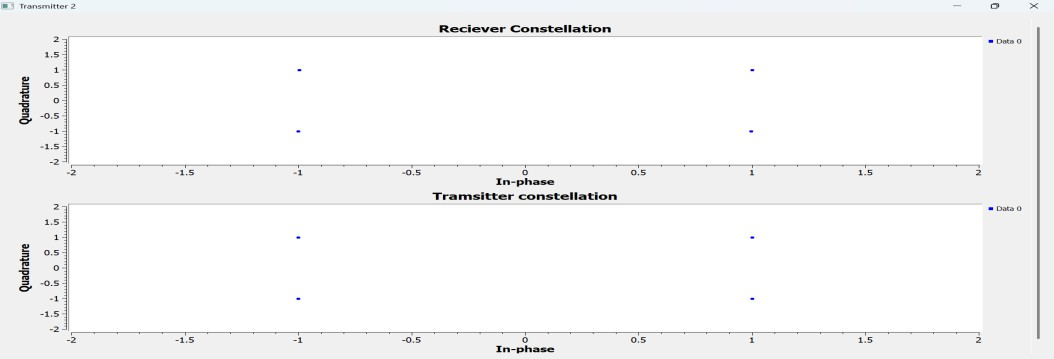 Transmitter 2
Reciever Constellation
Data 0
Quadrature
2
1.5
1
0.5
0
-0.5
-1
-1.5
-2
-2 -1.5 -1 -0.5 0 0.5 1 1.5 2
In-phase
Tramsitter constellation
Data 0
Quadrature
2
1.5
1
0.5
0
-0.5
-1
-1.5
-2
-2 -1.5 -1 -0.5 0 0.5 1 1.5 2
In-phase